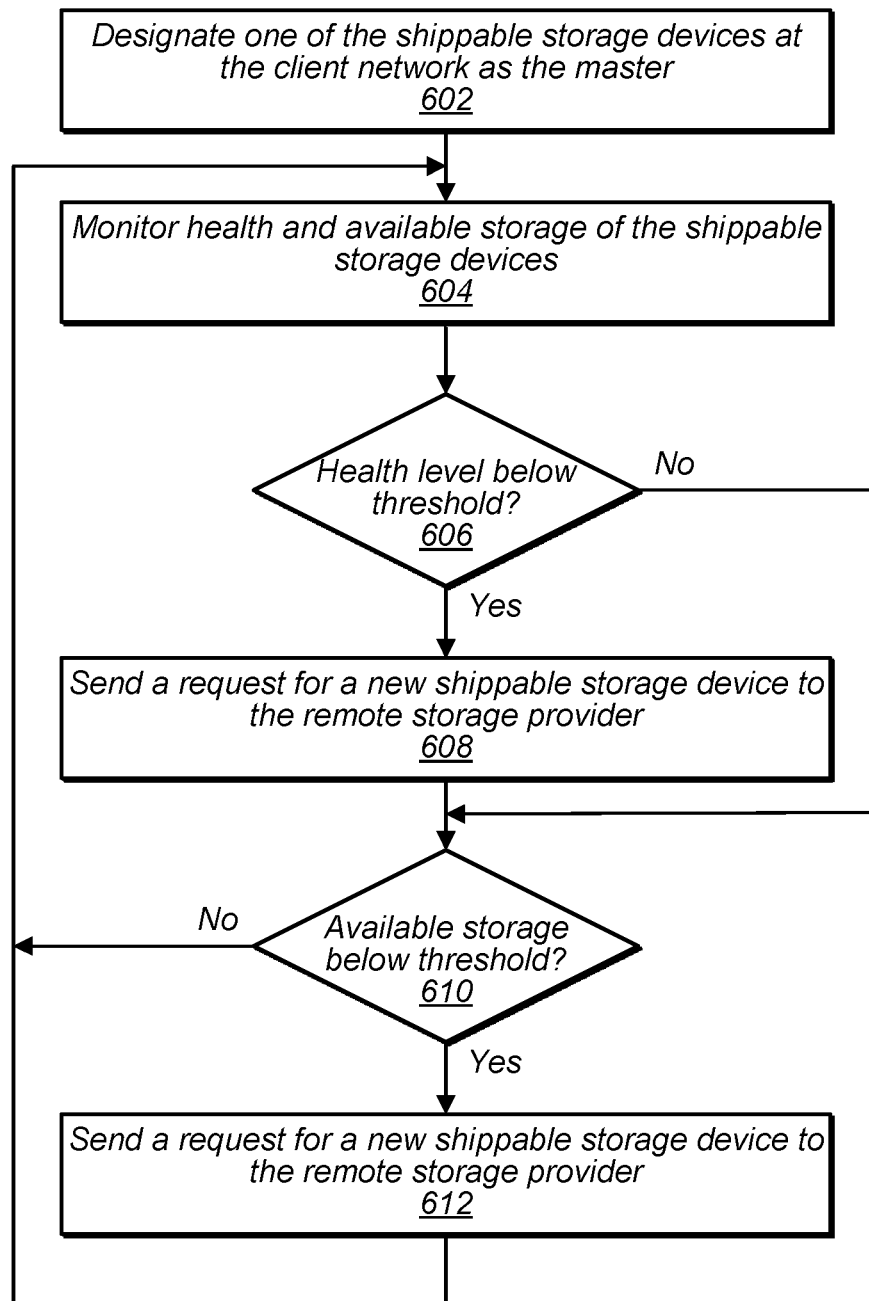 Designate one of the shippable storage devices at
the client network as the master
602
Monitor health and available storage of the shippable
storage devices
604
Health level below
threshold?
606
No
Yes
Send a request for a new shippable storage device to
the remote storage provider
608
No
Available storage
below threshold?
610
Yes
Send a request for a new shippable storage device to
the remote storage provider
612